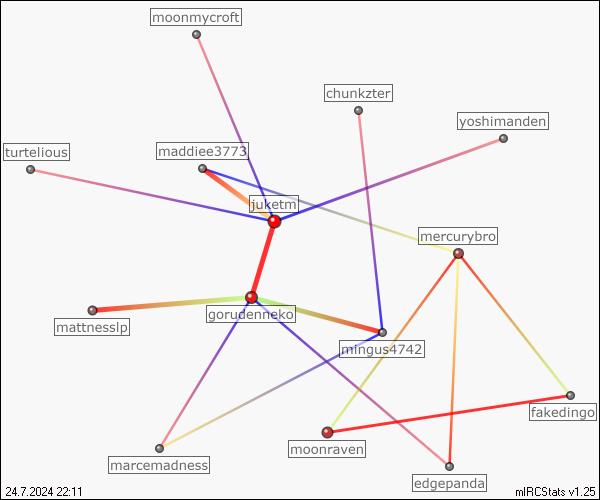 moonmycroft
chunkzter
yoshimanden
turtelious
maddiee3773
juketm
mercurybro
gorudenneko
mattnesslp
mingus4742
fakedingo
moonraven
marcemadness
edgepanda
24.7.2024 22:11
mIRCStats v1.25